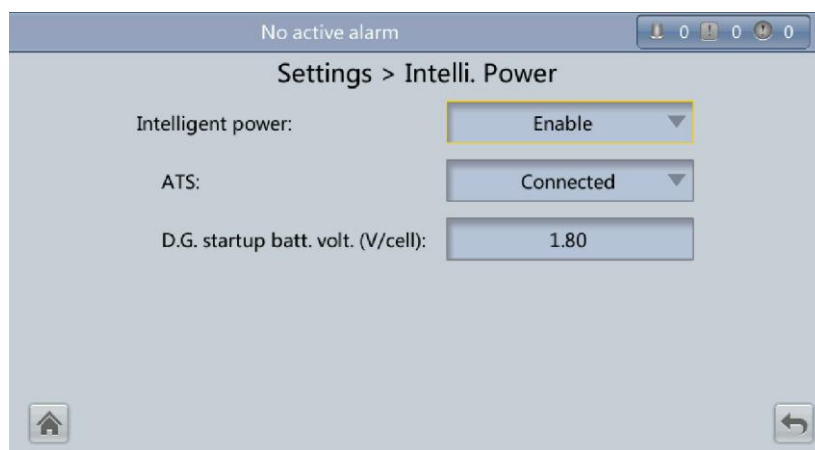 No active alarm 0 0 0
Settings > Intelli. Power
Intelligent power: Enable
ATS: Connected
D.G. startup batt. volt. (V/cell): 1.80